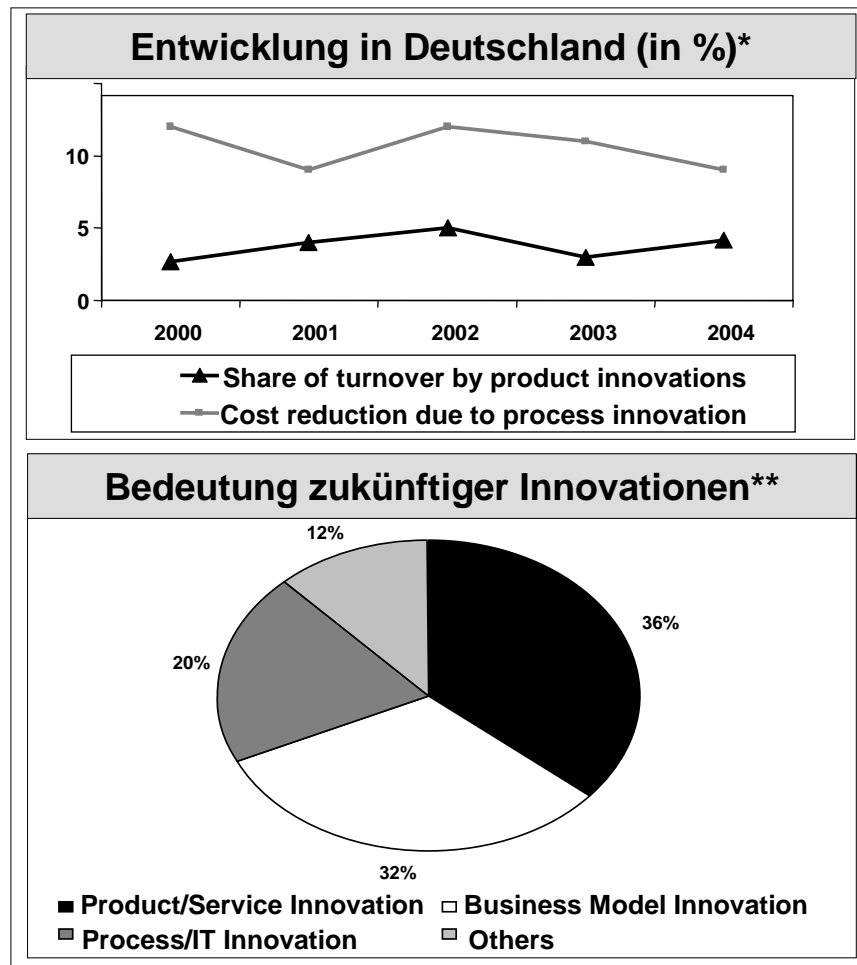 Entwicklung in Deutschland (in %)*
10
5
0
2000 2001 2002 2003 2004
Share of turnover by product innovations
Cost reduction due to process innovation
Bedeutung zukünftiger Innovationen**
12%
36%
20%
32%
Product/Service Innovation Business Model Innovation
Process/IT Innovation Others